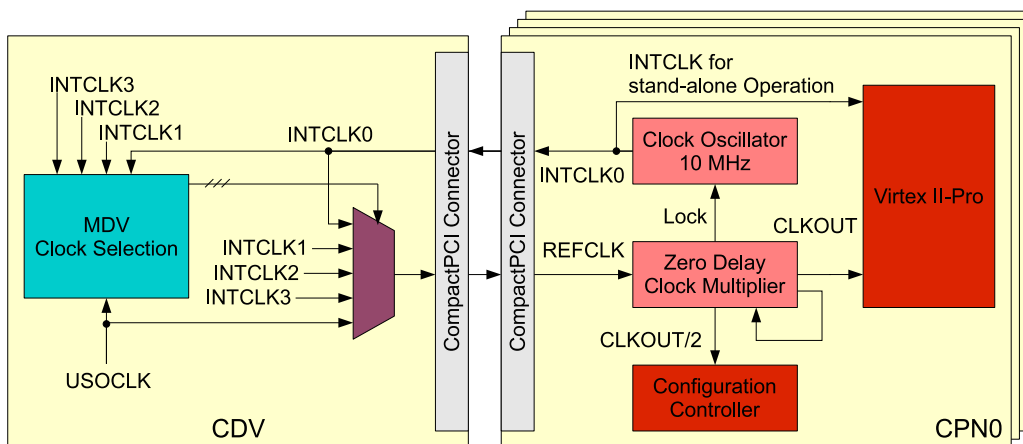 INTCLK3
INTCLK2
INTCLK1
INTCLK0
MDV
Clock Selection
INTCLK1
INTCLK2
INTCLK3
USOCLK
CDV
CompactPCI Connector
CompactPCI Connector
INTCLK for
stand-alone Operation
Clock Oscillator
10 MHz
INTCLK0
Virtex II-Pro
Lock
CLKOUT
REFCLK
Zero Delay
Clock Multiplier
CLKOUT/2
Configuration
Controller
CPN0